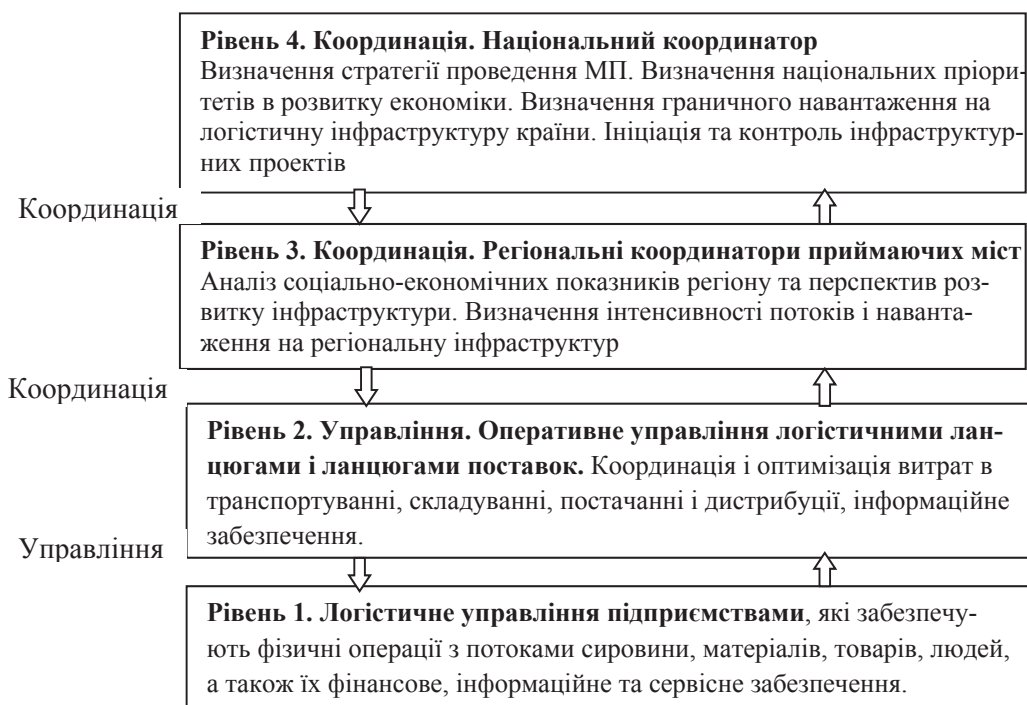 Рівень 4. Координація. Національний координатор
Визначення стратегії проведення МП. Визначення національних пріори-
тетів в розвитку економіки. Визначення граничного навантаження на
логістичну інфраструктуру країни. Ініціація та контроль інфраструктур-
них проектів
Координація
Рівень 3. Координація. Регіональні координатори приймаючих міст
Аналіз соціально-економічних показників регіону та перспектив роз-
витку інфраструктури. Визначення інтенсивності потоків і наванта-
ження на регіональну інфраструктур
Координація
Рівень 2. Управління. Оперативне управління логістичними лан-
цюгами і ланцюгами поставок. Координація і оптимізація витрат в
транспортуванні, складуванні, постачанні і дистрибуції, інформаційне
забезпечення.
Управління
Рівень 1. Логістичне управління підприємствами, які забезпечу-
ють фізичні операції з потоками сировини, матеріалів, товарів, людей,
а також їх фінансове, інформаційне та сервісне забезпечення.